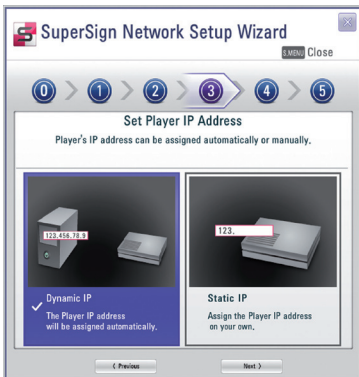 SuperSign Network Setup Wizard
S.MENU Close
0 > 1 > 2 > 3 > 4 > 5
Set Player IP Address
Player's IP address can be assigned automatically or manually.
123.456.78.9
123.
Dynamic IP
The Player IP address
will be assigned automatically.
Static IP
Assign the Player IP address
on your own.
< Previous
Next >